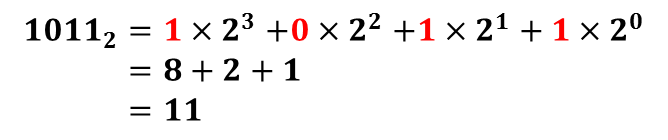 1011₂ = 1 × 2³ + 0 × 2² + 1 × 2¹ + 1 × 2⁰
= 8 + 2 + 1
= 11